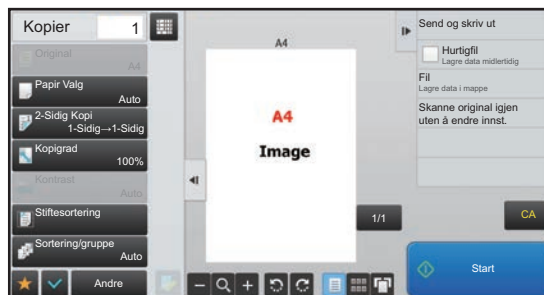 Kopier 1
Original
A4
Papir Valg
Auto
2-Sidig Kopi
1-Sidig→1-Sidig
Kopigrad
100%
Kontrast
Auto
Stiftesortering
Sortering/gruppe
Auto
Andre
A4
A4
Image
1/1
Send og skriv ut
Hurtigfil
Lagre data midlertidig
Fil
Lagre data i mappe
Skanne original igjen
uten å endre innst.
CA
Start